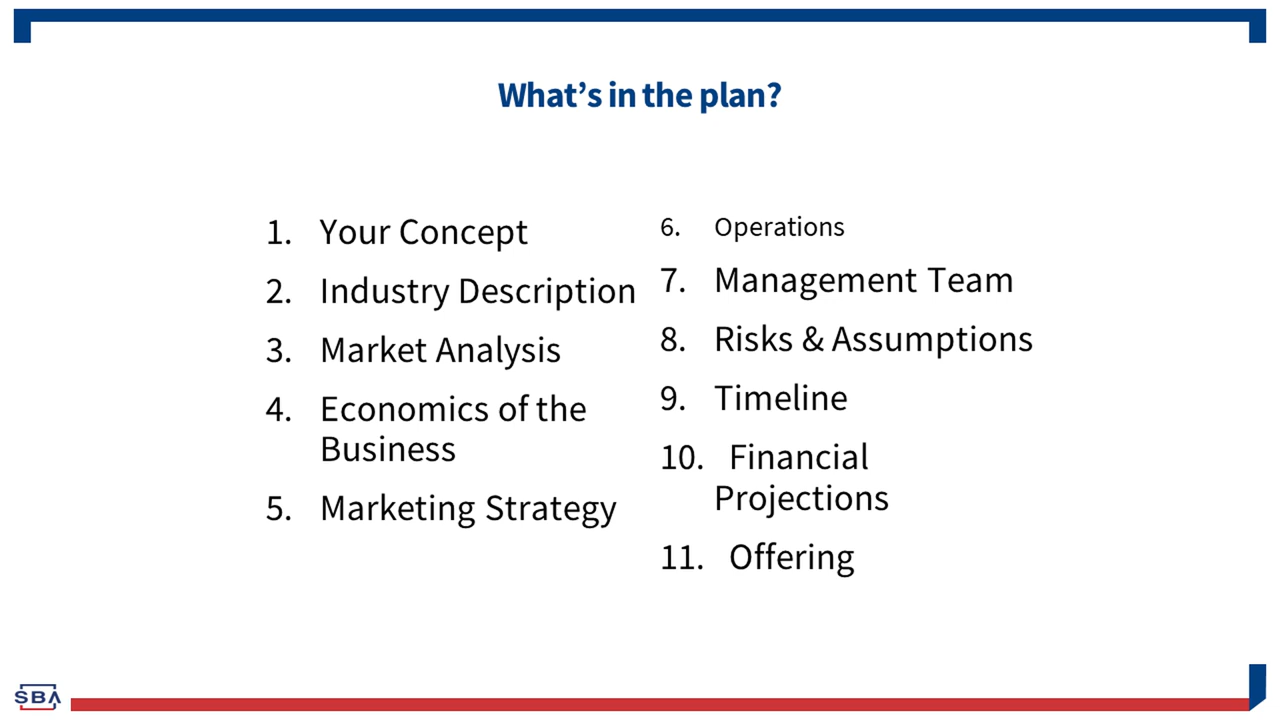 What's in the plan?
1. Your Concept
2. Industry Description
3. Market Analysis
4. Economics of the
Business
5. Marketing Strategy
6. Operations
7. Management Team
8. Risks & Assumptions
9. Timeline
10. Financial
Projections
11. Offering
SBA